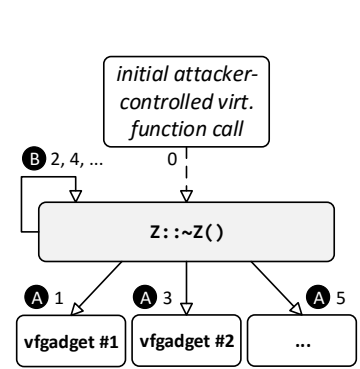 initial attacker-
controlled virt.
function call
B 2, 4, ... 0
Z::~Z()
A 1 A 3 A 5
vfgadget #1 vfgadget #2 ...